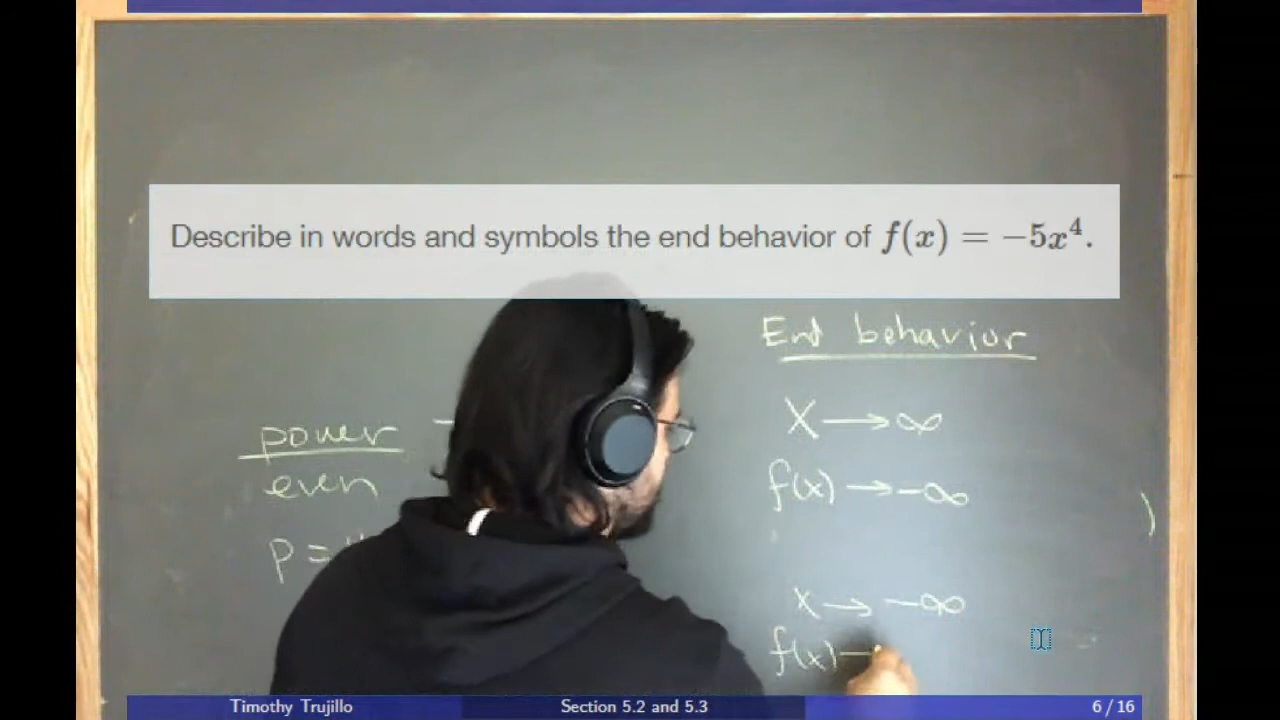 Describe in words and symbols the end behavior of f(x) = −5x⁴.
End behavior
power
even
X → ∞
f(x) → −∞
x → −∞
f(x) →
Timothy Trujillo
Section 5.2 and 5.3
6 / 16